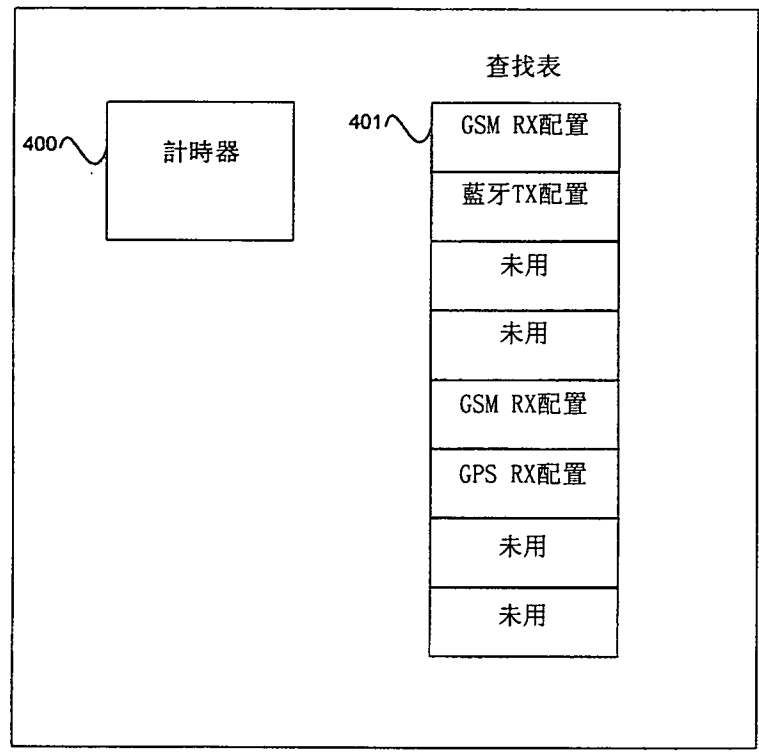 查找表
400
計時器
401
GSM RX配置
藍牙TX配置
未用
未用
GSM RX配置
GPS RX配置
未用
未用